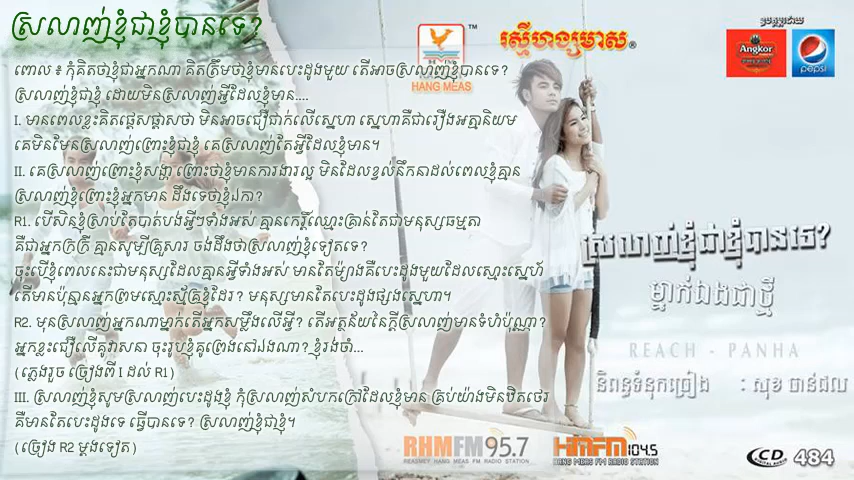 ស្រលាញ់ខ្ញុំជាខ្ញុំបានទេ?
ពោល ៖ កុំគិតថាខ្ញុំជាអ្នកណា គិតត្រឹមថាខ្ញុំមានបេះដូងមួយ តើអាចស្រលាញ់ខ្ញុំបានទេ?
ស្រលាញ់ខ្ញុំជាខ្ញុំ ដោយមិនស្រលាញ់អ្វីដែលខ្ញុំមាន....
I. មានពេលខ្លះគិតផ្ដេសផ្ដាសថា មិនអាចជឿជាក់លើស្នេហា ស្នេហាគឺជារឿងអត្មានិយម
គេមិនមែនស្រលាញ់ព្រោះខ្ញុំជាខ្ញុំ គេស្រលាញ់តែអ្វីដែលខ្ញុំមាន។
II. គេស្រលាញ់ព្រោះខ្ញុំសង្ហា ព្រោះថាខ្ញុំមានការងារល្អ មិនដែលខ្វល់នឹកនាដល់ពេលខ្ញុំគ្មាន
ស្រលាញ់ខ្ញុំព្រោះខ្ញុំអ្នកមាន ដឹងទេថាខ្ញុំឯកា?
R1. បើសិនខ្ញុំស្រាប់តែបាត់បង់អ្វីៗទាំងអស់ គ្មានកេរ្តិ៍ឈ្មោះគ្រាន់តែជាមនុស្សធម្មតា
គឺជាអ្នកក្រីក្រ គ្មានសូម្បីគ្រួសារ ចង់ដឹងថាស្រលាញ់ខ្ញុំទៀតទេ?
ចុះបើខ្ញុំពេលនេះជាមនុស្សដែលគ្មានអ្វីទាំងអស់ មានតែម៉្យាងគឺបេះដូងមួយដែលស្មោះស្នេហ៍
តើមានប៉ុន្មានអ្នកព្រមស្មោះស្ម័គ្រខ្ញុំដែរ? មនុស្សមានតែបេះដូងផ្សងស្នេហា។
R2. មុនស្រលាញ់អ្នកណាម្នាក់តើអ្នកសម្លឹងលើអ្វី? តើអត្ថន័យនៃក្ដីស្រលាញ់មានទំហំប៉ុណ្ណា?
អ្នកខ្លះជឿលើគូវាសនា ចុះរូបខ្ញុំគូព្រេងនៅឯងណា? ខ្ញុំរង់ចាំ...
(ភ្លេងរួច ច្រៀងពី I ដល់ R1)
III. ស្រលាញ់ខ្ញុំសូមស្រលាញ់បេះដូងខ្ញុំ កុំស្រលាញ់សំបកក្រៅដែលខ្ញុំមាន គ្រប់យ៉ាងមិនឋិតថេរ
គឺមានតែបេះដូងទេ ធ្វើបានទេ? ស្រលាញ់ខ្ញុំជាខ្ញុំ។
(ច្រៀង R2 ម្ដងទៀត)
HANG MEAS
TM
រស្មីហង្សមាស ®
ឧបត្ថម្ភដោយ
Angkor
pepsi
ស្រលាញ់ខ្ញុំជាខ្ញុំបានទេ?
ម្នាក់ឯងជាថ្មី
REACH - PANHA
និពន្ធទំនុកច្រៀង : សុខ ចាន់ផល
RHMFM95.7
REASMEY HANG MEAS FM RADIO STATION
HMFM104.5
HANG MEAS FM RADIO STATION
CD 484